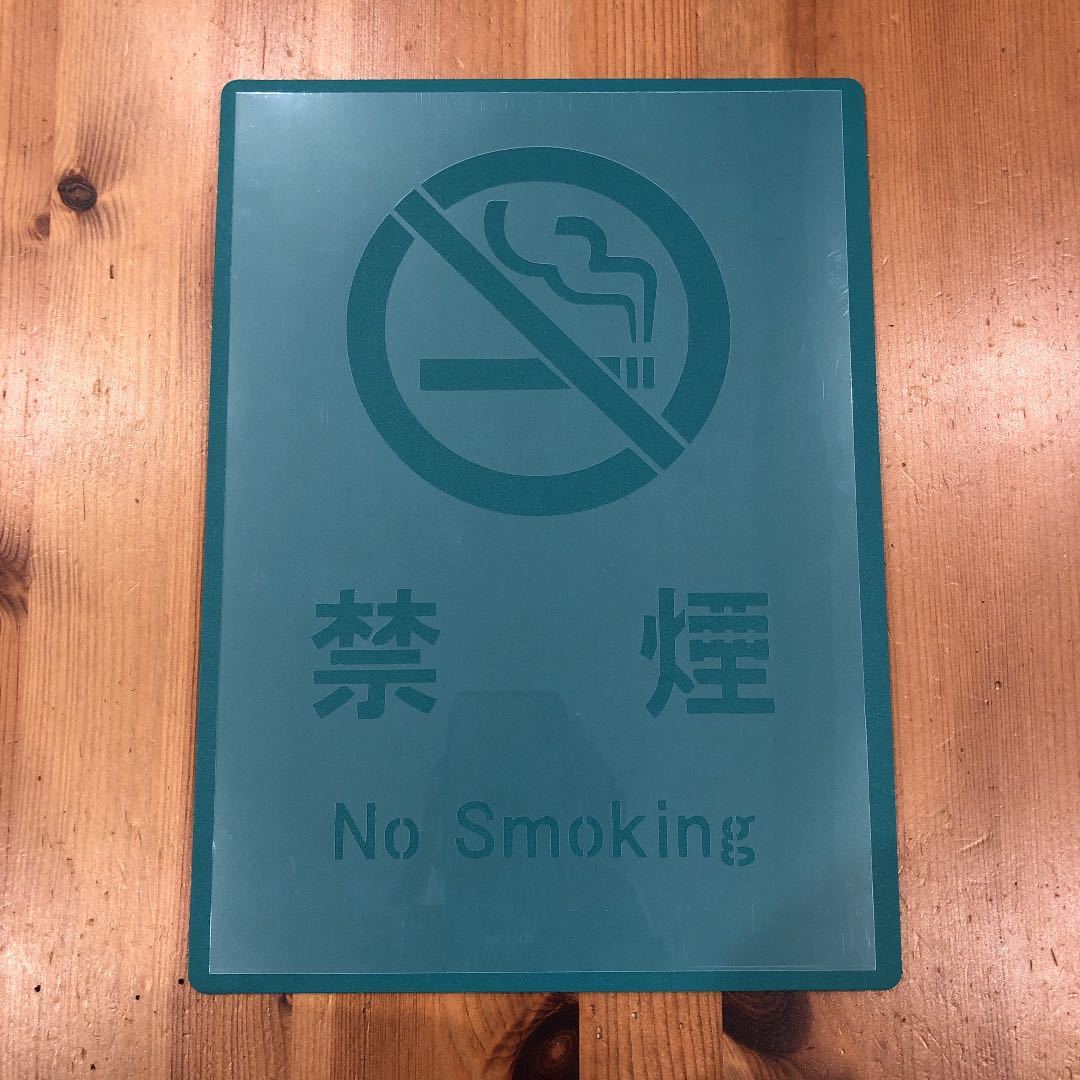 禁煙
No Smoking